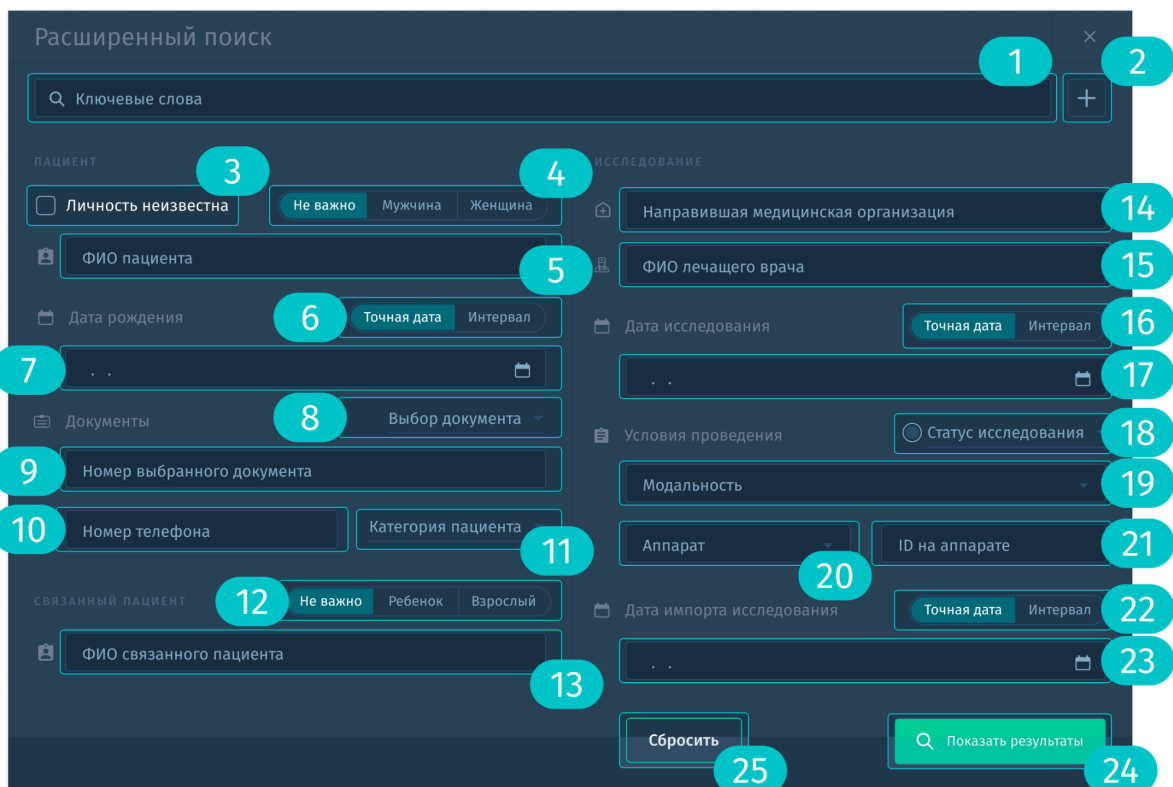 Расширенный поиск
1
2
Ключевые слова
ПАЦИЕНТ
3
Личность неизвестна
4
Не важно Мужчина Женщина
ФИО пациента
5
Дата рождения
6
Точная дата Интервал
7
. .
Документы
8
Выбор документа
9
Номер выбранного документа
10
Номер телефона
Категория пациента
11
СВЯЗАННЫЙ ПАЦИЕНТ
12
Не важно Ребенок Взрослый
ФИО связанного пациента
13
ИССЛЕДОВАНИЕ
Направившая медицинская организация
14
ФИО лечащего врача
15
Дата исследования
Точная дата Интервал
16
. .
17
Условия проведения
Статус исследования
18
Модальность
19
Аппарат
20
ID на аппарате
21
Дата импорта исследования
Точная дата Интервал
22
. .
23
Сбросить
25
Показать результаты
24